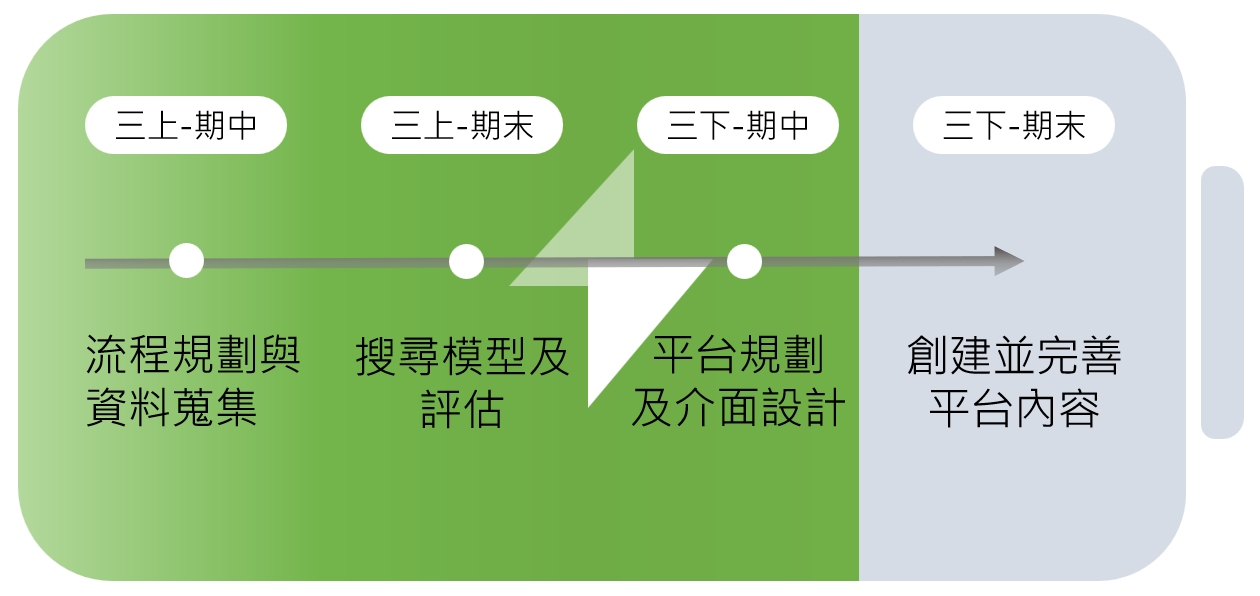 三上-期中
三上-期末
三下-期中
三下-期末
流程規劃與
資料蒐集
搜尋模型及
評估
平台規劃
及介面設計
創建並完善
平台內容